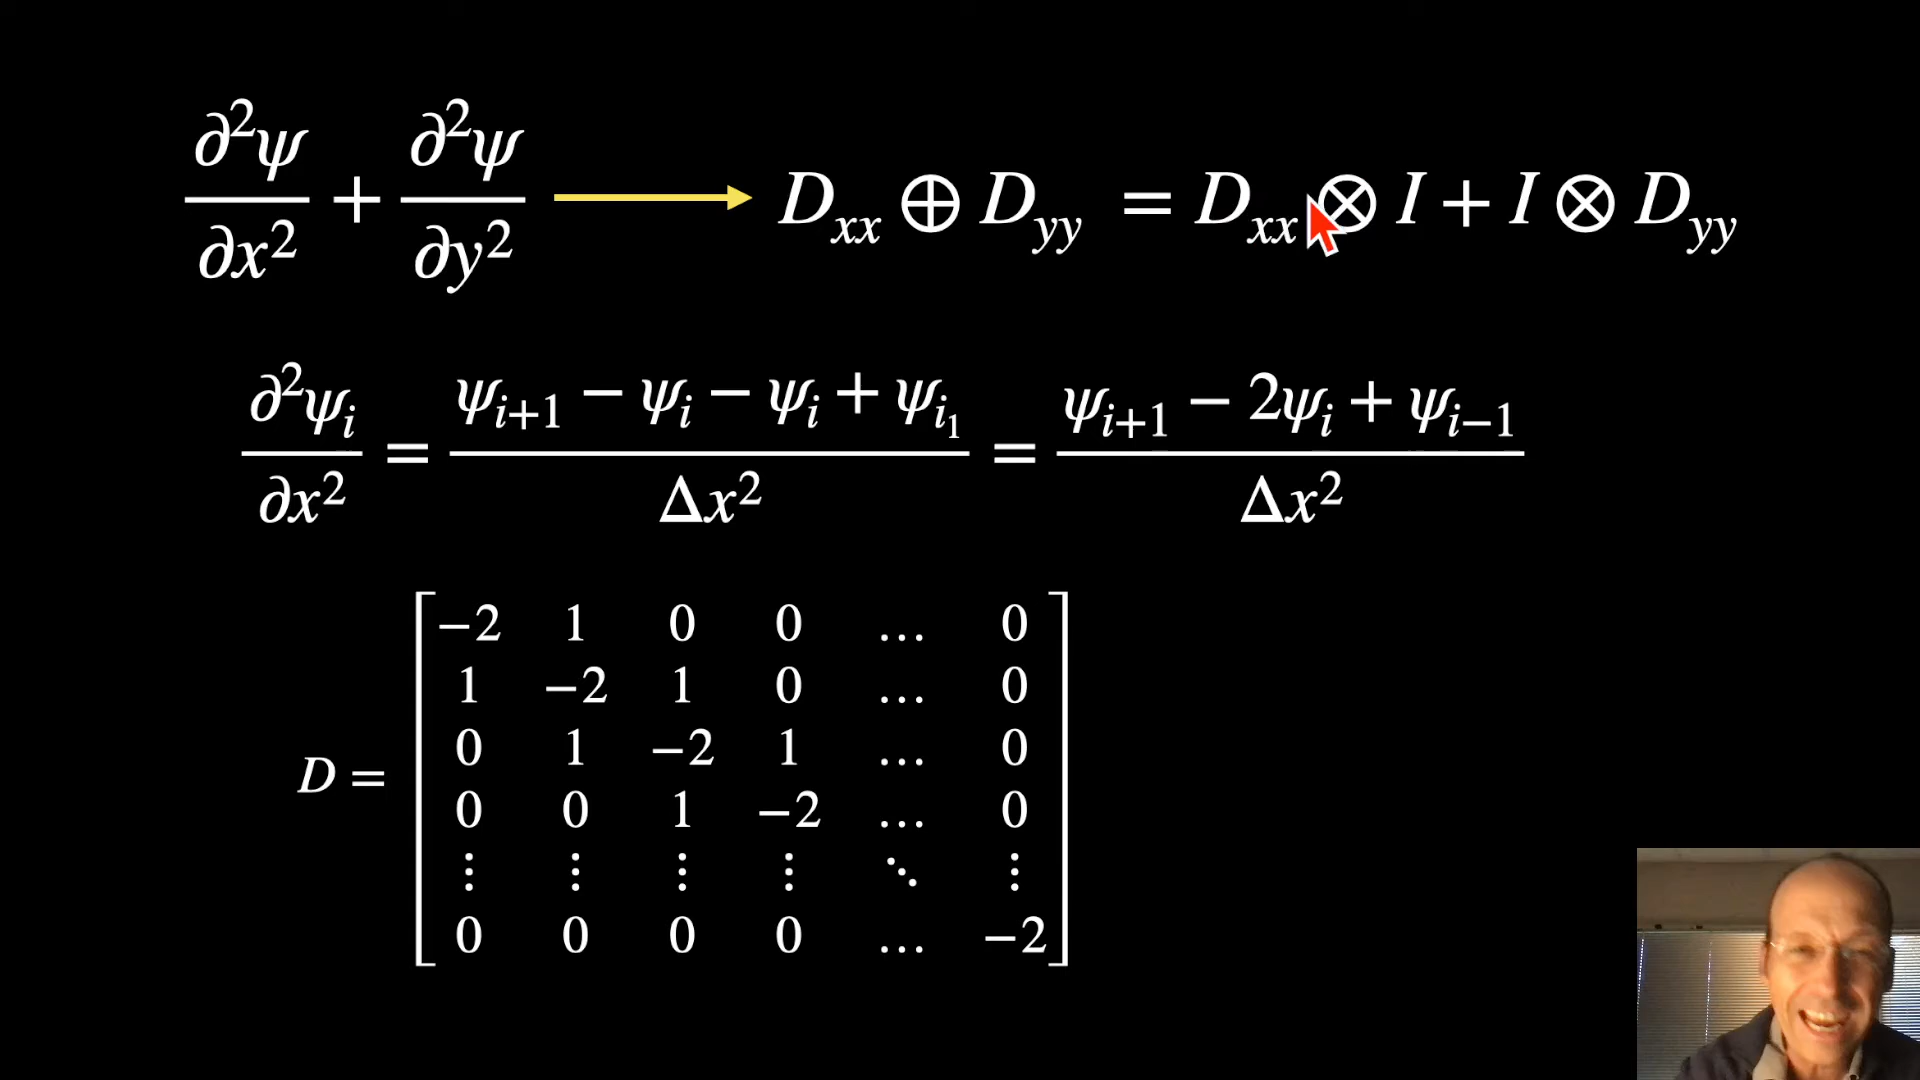 ∂²ψ/∂x² + ∂²ψ/∂y² ⟶ D_xx ⊕ D_yy = D_xx ⊗ I + I ⊗ D_yy
∂²ψ_i/∂x² = (ψ_{i+1} − ψ_i − ψ_i + ψ_{i_1})/Δx² = (ψ_{i+1} − 2ψ_i + ψ_{i−1})/Δx²
−2 1 0 0 … 0
1 −2 1 0 … 0
0 1 −2 1 … 0
D =
0 0 1 −2 … 0
⋮ ⋮ ⋮ ⋮ ⋱ ⋮
0 0 0 0 … −2